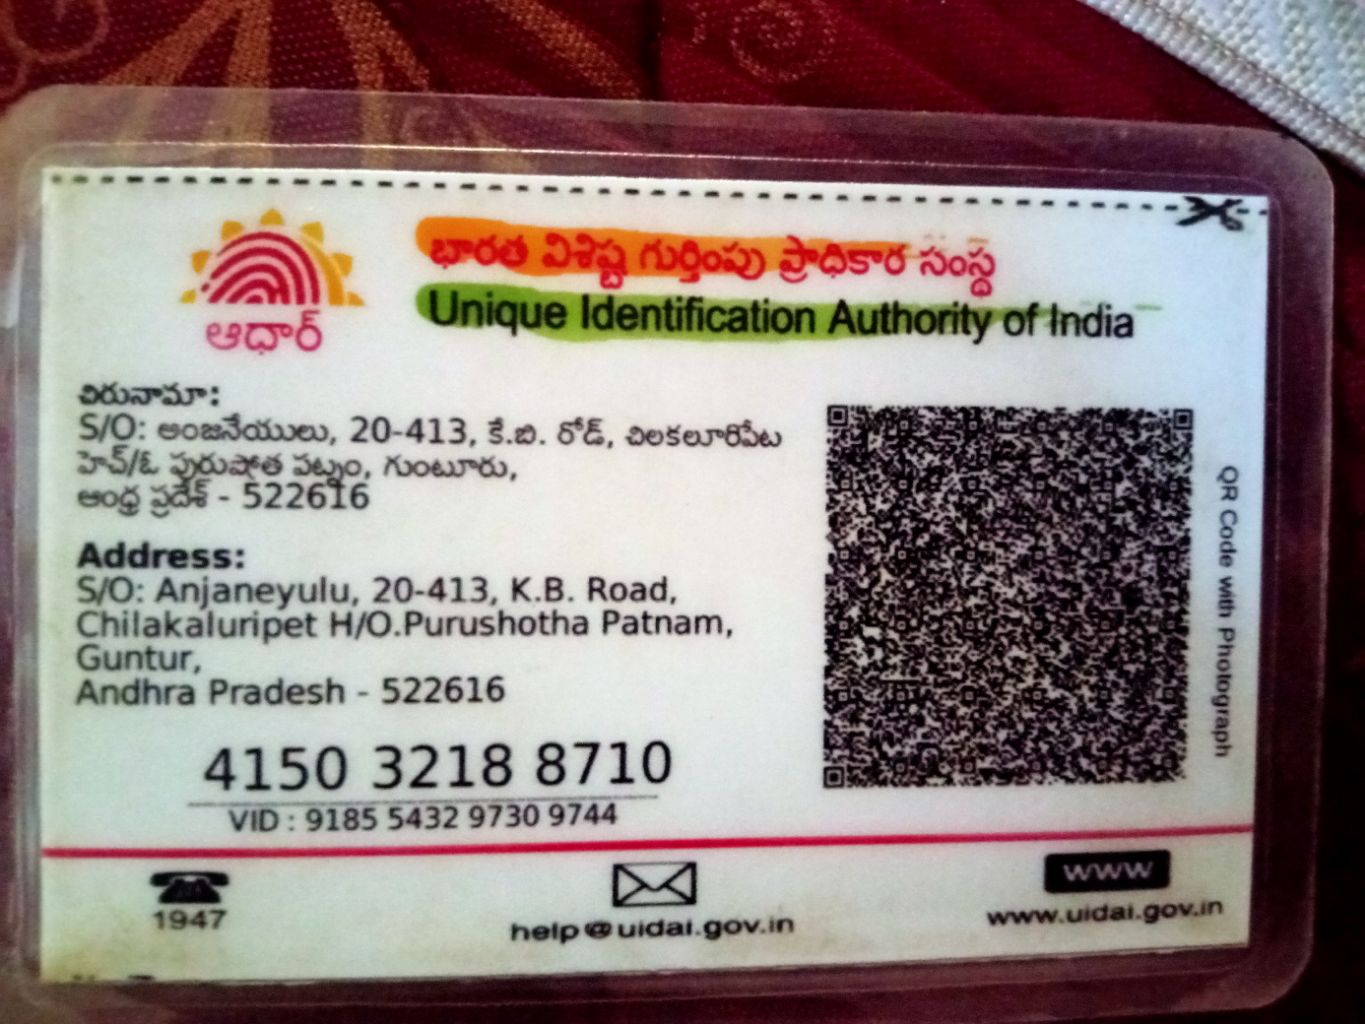 భారత విశిష్ట గుర్తింపు ప్రాధికార సంస్థ
Unique Identification Authority of India
ఆధార్
చిరునామా:
S/O: అంజనేయులు, 20-413, కే.బి. రోడ్, చిలకలూరిపేట
హెచ్/ఓ పురుషోత పట్నం, గుంటూరు,
ఆంధ్ర ప్రదేశ్ - 522616
Address:
S/O: Anjaneyulu, 20-413, K.B. Road,
Chilakaluripet H/O.Purushotha Patnam,
Guntur,
Andhra Pradesh - 522616
4150 3218 8710
VID : 9185 5432 9730 9744
QR Code with Photograph
1947
help@uidai.gov.in
www
www.uidai.gov.in